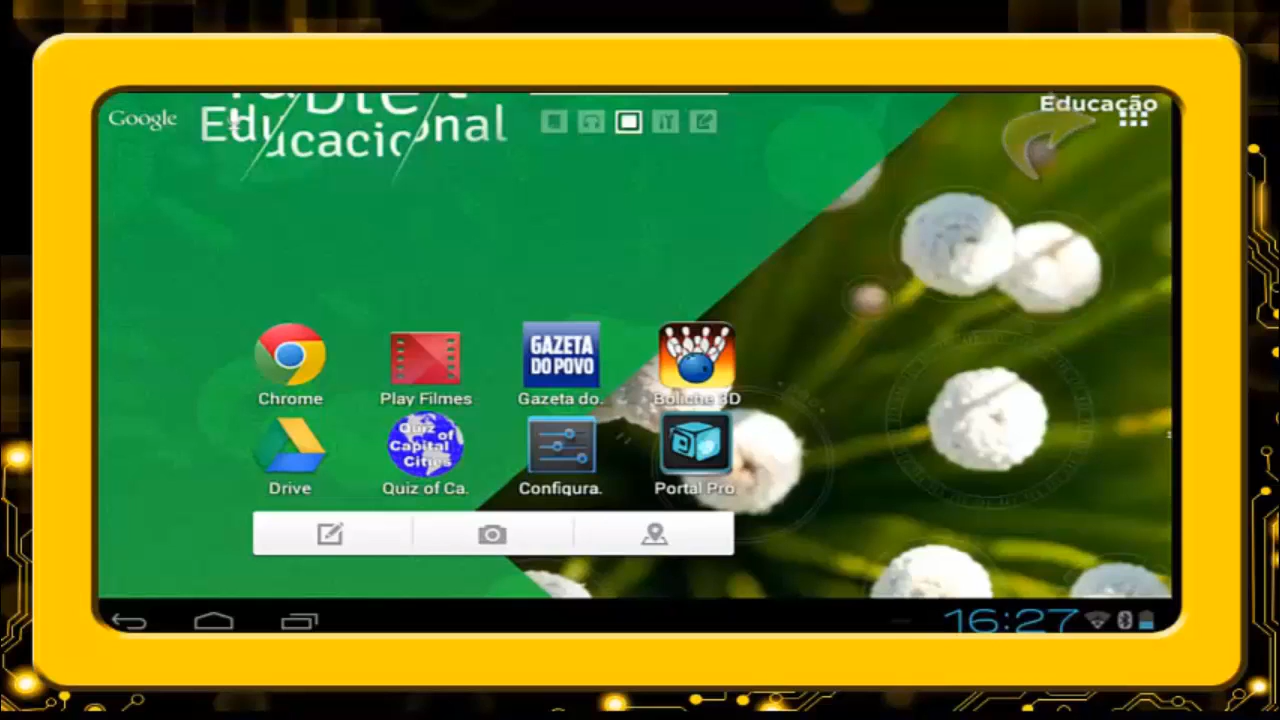 Google
Educacional
Educação
GAZETA
DO POVO
Chrome
Play Filmes
Gazeta do.
Boliche 3D
Quiz of
Capital
Cities
Drive
Quiz of Ca.
Configura.
Portal Pro
16:27